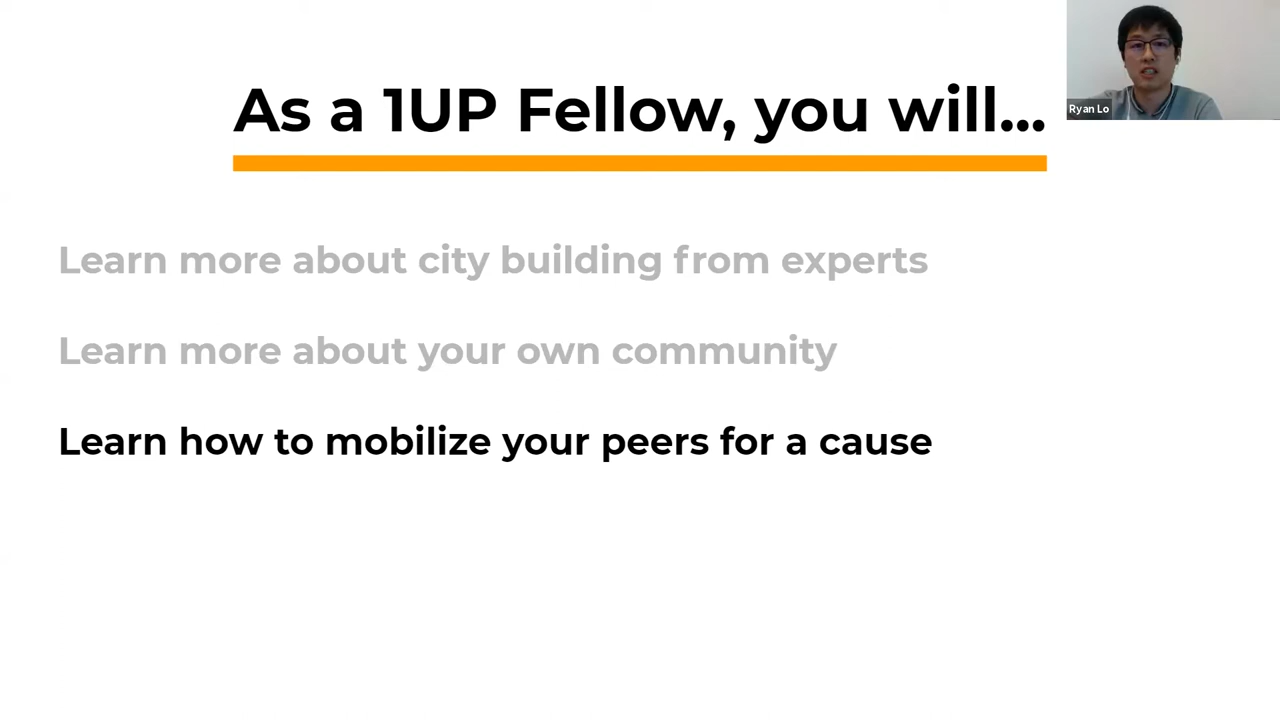 As a 1UP Fellow, you will...
Ryan Lo
Learn more about city building from experts
Learn more about your own community
Learn how to mobilize your peers for a cause